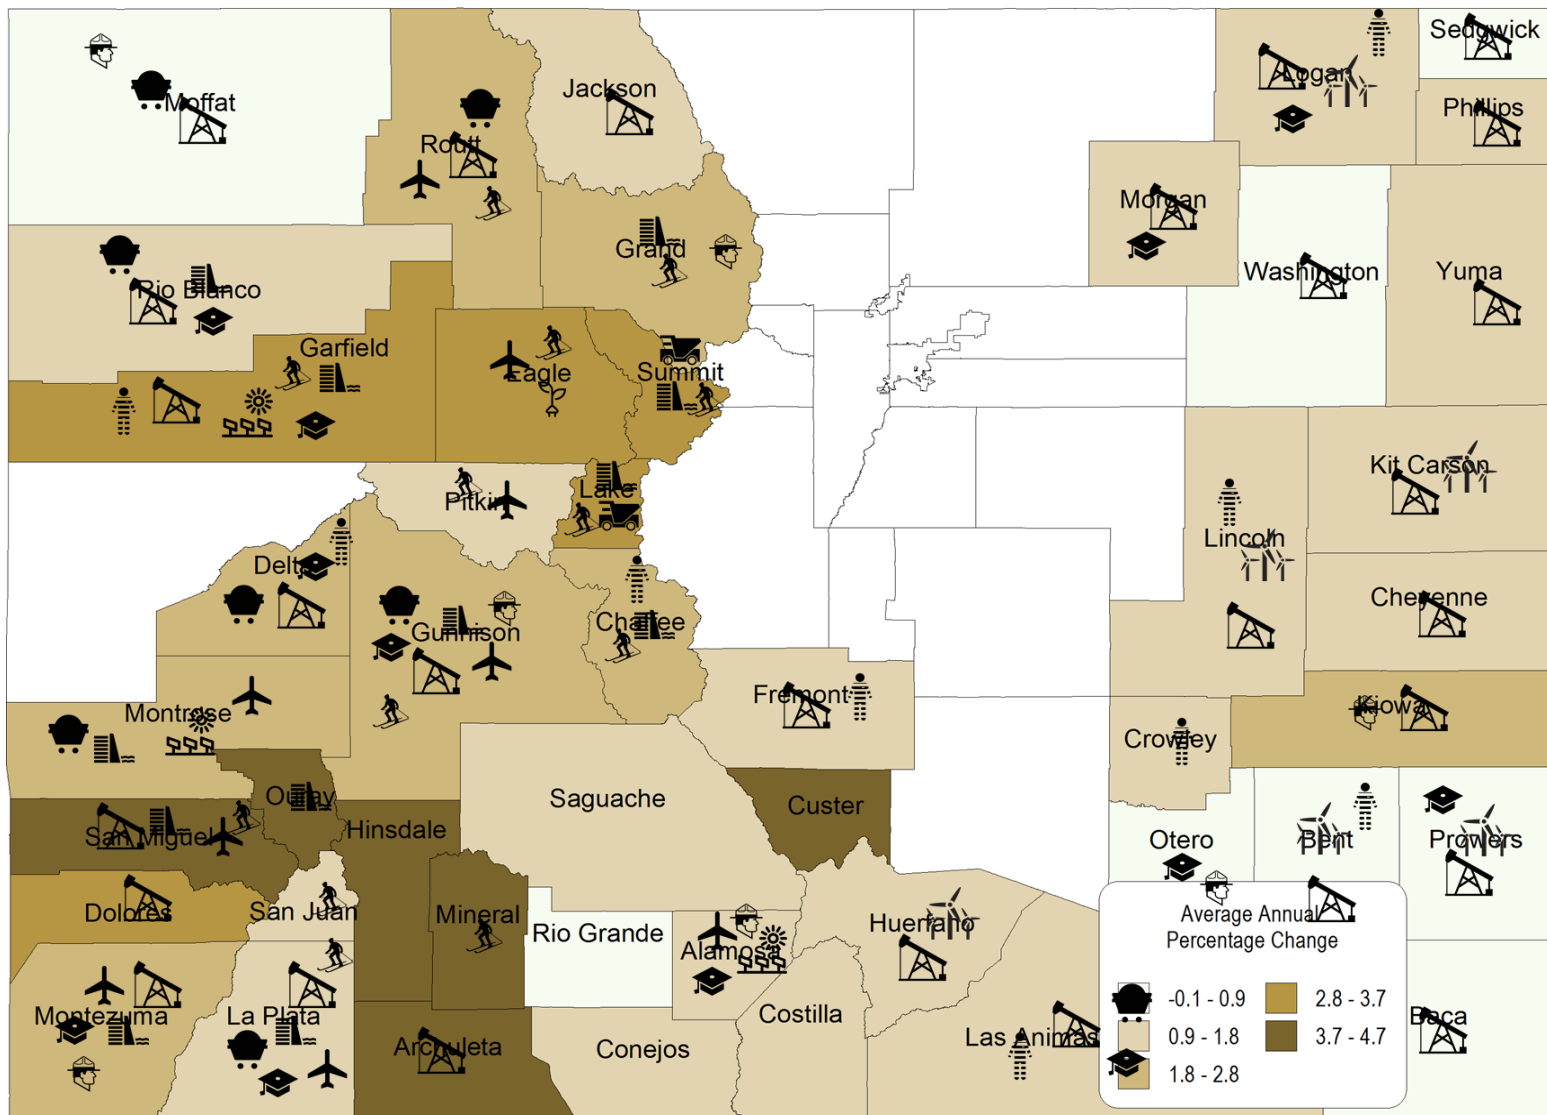 Sedgwick
Logan
Jackson
Moffat
Phillips
Routt
Morgan
Grand
Washington
Yuma
Rio Blanco
Garfield
Eagle
Summit
Kit Carson
Lake
Pitkin
Lincoln
Delta
Cheyenne
Chaffee
Gunnison
Fremont
Kiowa
Montrose
Crowley
Ouray
Saguache
Custer
Hinsdale
San Miguel
Otero
Bent
Prowers
Dolores
San Juan
Mineral
Huerfano
Rio Grande
Alamosa
Average Annual
Percentage Change
-0.1 - 0.9
2.8 - 3.7
0.9 - 1.8
3.7 - 4.7
1.8 - 2.8
Montezuma
La Plata
Costilla
Baca
Las Animas
Archuleta
Conejos